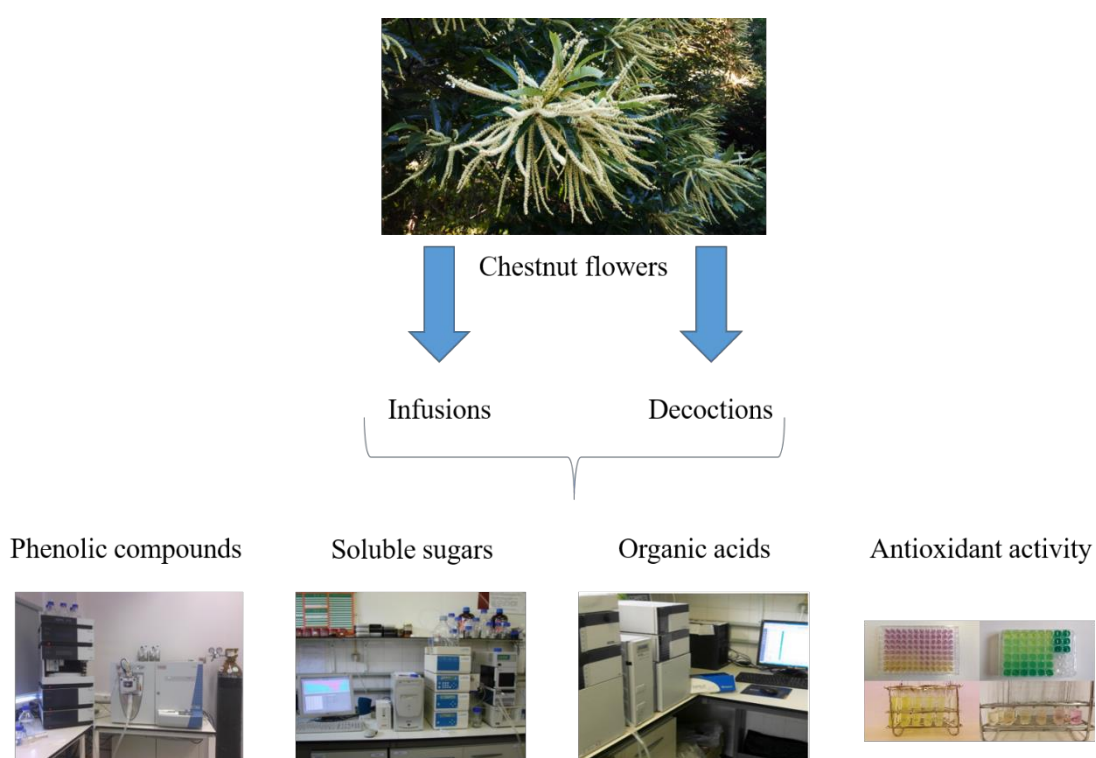 Chestnut flowers
Infusions
Decoctions
Phenolic compounds
Soluble sugars
Organic acids
Antioxidant activity